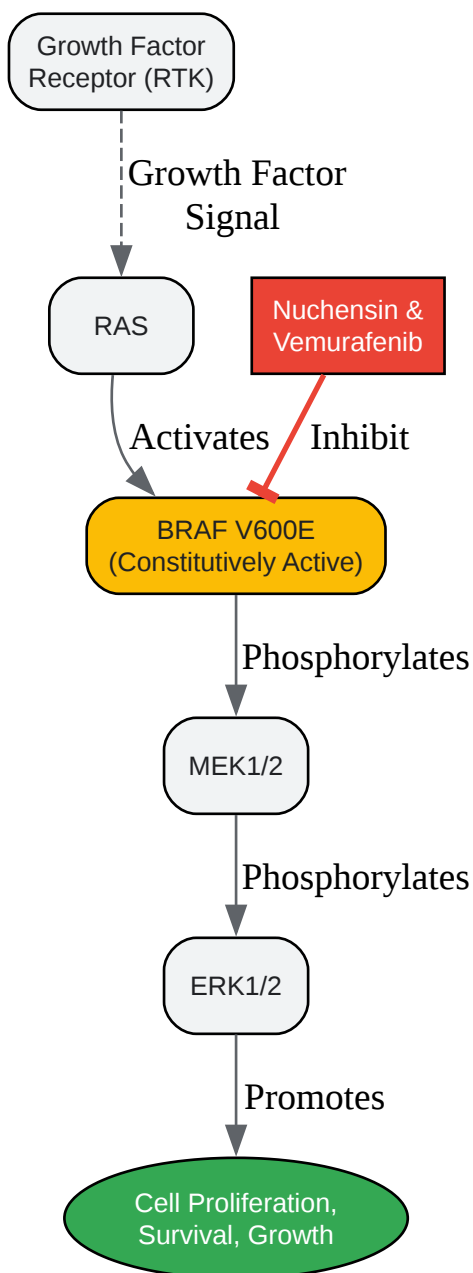 Growth Factor
Receptor (RTK)
Growth Factor
Signal
RAS
Nuchensin &
Vemurafenib
Activates
Inhibit
BRAF V600E
(Constitutively Active)
Phosphorylates
MEK1/2
Phosphorylates
ERK1/2
Promotes
Cell Proliferation,
Survival, Growth